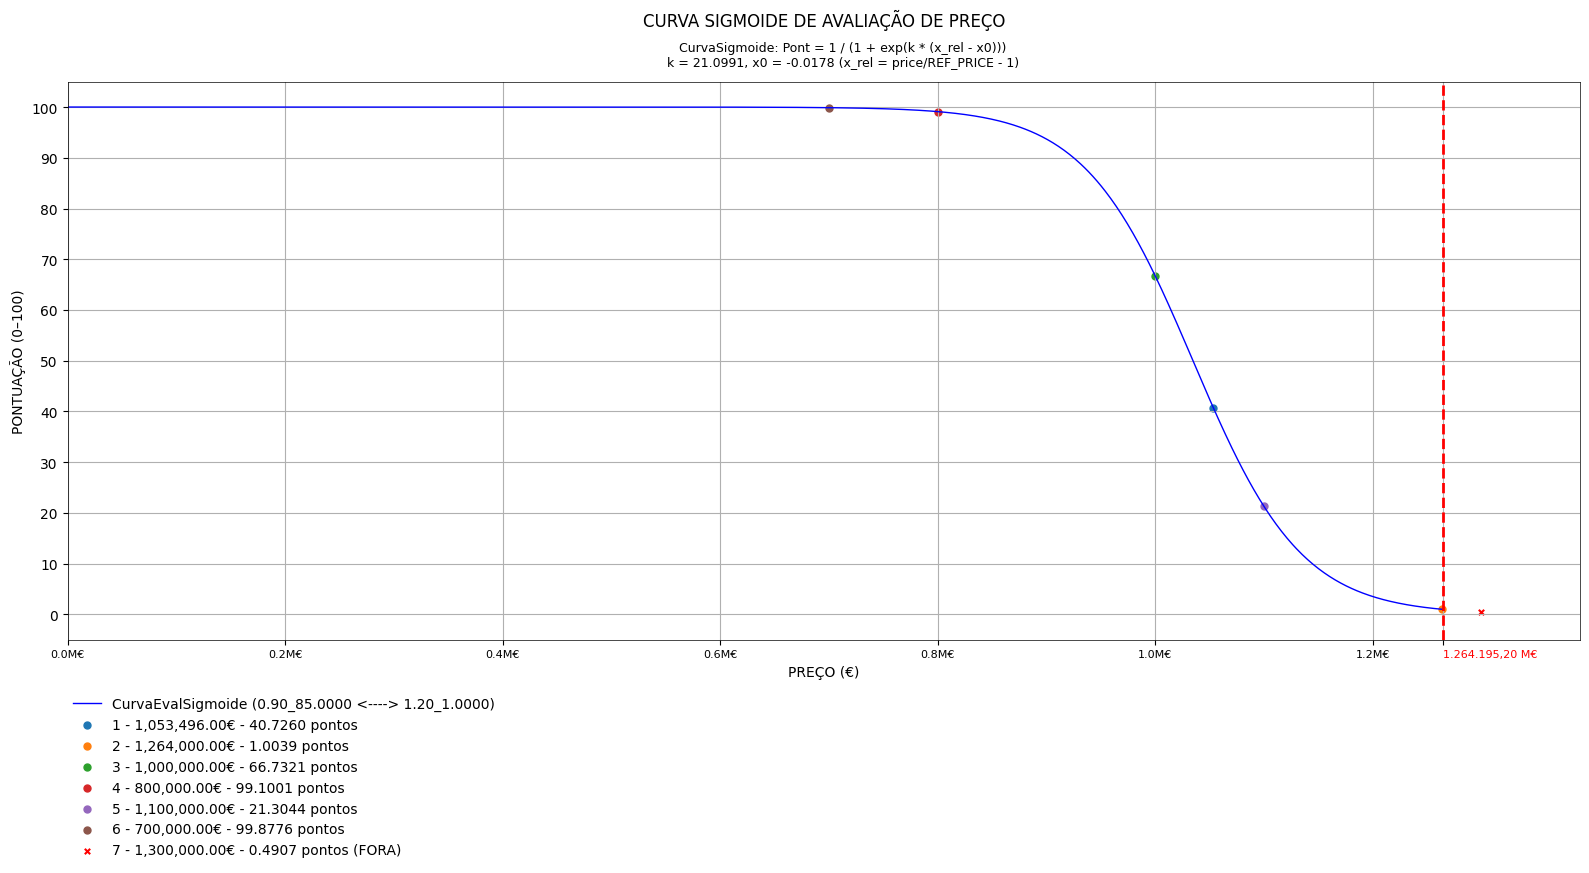 CURVA SIGMOIDE DE AVALIAÇÃO DE PREÇO
CurvaSigmoide: Pont = 1 / (1 + exp(k * (x_rel - x0)))
k = 21.0991, x0 = -0.0178 (x_rel = price/REF_PRICE - 1)
PONTUAÇÃO (0–100)
100
90
80
70
60
50
40
30
20
10
0
0.0M€ 0.2M€ 0.4M€ 0.6M€ 0.8M€ 1.0M€ 1.2M€ 1.264.195,20 M€
PREÇO (€)
CurvaEvalSigmoide (0.90_85.0000 <----> 1.20_1.0000)
1 - 1,053,496.00€ - 40.7260 pontos
2 - 1,264,000.00€ - 1.0039 pontos
3 - 1,000,000.00€ - 66.7321 pontos
4 - 800,000.00€ - 99.1001 pontos
5 - 1,100,000.00€ - 21.3044 pontos
6 - 700,000.00€ - 99.8776 pontos
7 - 1,300,000.00€ - 0.4907 pontos (FORA)